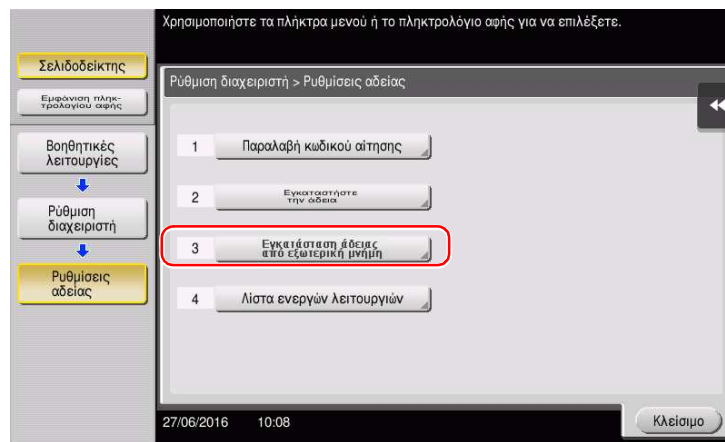 Χρησιμοποιήστε τα πλήκτρα μενού ή το πληκτρολόγιο αφής για να επιλέξετε.
Σελιδοδείκτης
Εμφάνιση πληκ-
τρολογίου αφής
Βοηθητικές
λειτουργίες
Ρύθμιση
διαχειριστή
Ρυθμίσεις
αδείας
Ρύθμιση διαχειριστή > Ρυθμίσεις αδείας
1 Παραλαβή κωδικού αίτησης
2 Εγκαταστήστε
την άδεια
3 Εγκατάσταση άδειας
από εξωτερική μνήμη
4 Λίστα ενεργών λειτουργιών
27/06/2016 10:08
Κλείσιμο